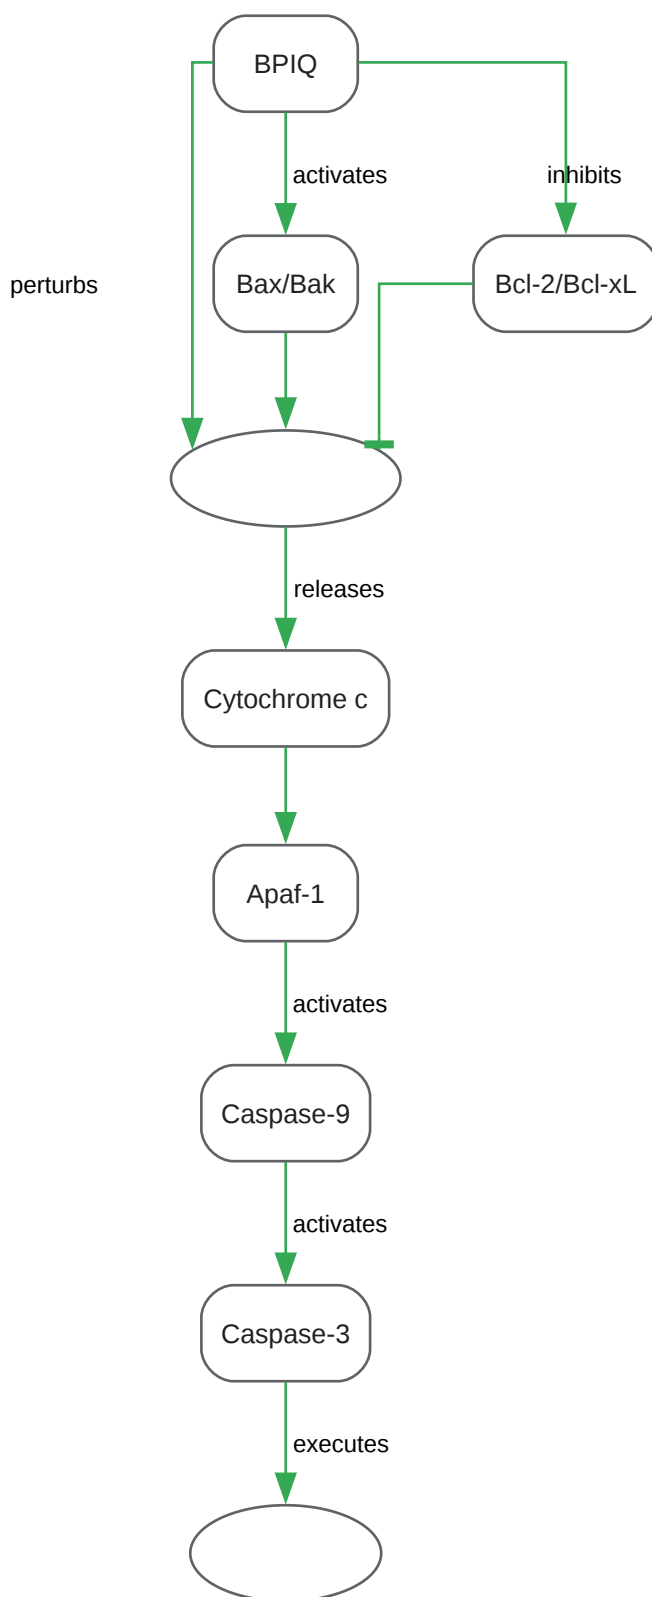 BPIQ
activates
inhibits
perturbs
Bax/Bak
Bcl-2/Bcl-xL
releases
Cytochrome c
Apaf-1
activates
Caspase-9
activates
Caspase-3
executes